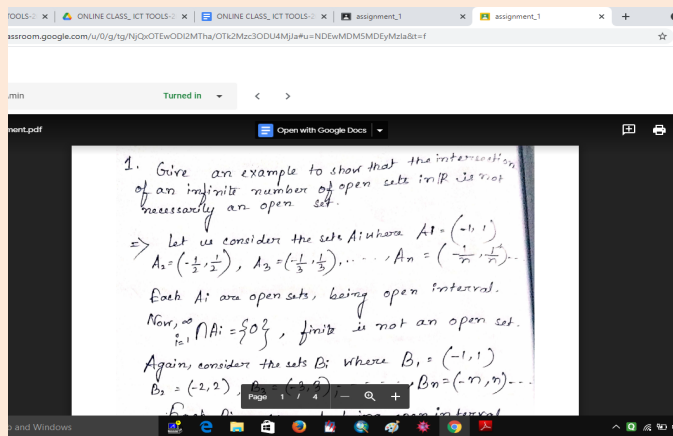 TOOLS-2
ONLINE CLASS_ ICT TOOLS-2
ONLINE CLASS_ ICT TOOLS-2
assignment_1
assignment_1
assroom.google.com/u/0/g/tg/NjQxOTEwODI2MTha/OTk2Mzc3ODU4MjJa#u=NDEwMDM5MDEyMzla&t=f
min
Turned in
ment.pdf
Open with Google Docs
1. Give an example to show that the intersection
of an infinite number of open sets in ℝ is not
necessarily an open set.
=> Let us consider the sets Ai where A1 = (-1, 1)
A₂ = (-1/2, 1/2), A₃ = (-1/3, 1/3), ..... , An = (-1/n, 1/n)...
Each Ai are open sets, being open interval.
Now, ∞ ∩ i=1 Ai = {0}, finite is not an open set.
Again, consider the sets Bi where B₁ = (-1, 1)
B₂ = (-2, 2), B₃ = (-3, 3), Bn = (-n, n)---
Page 1 / 4
Each open interval
o and Windows